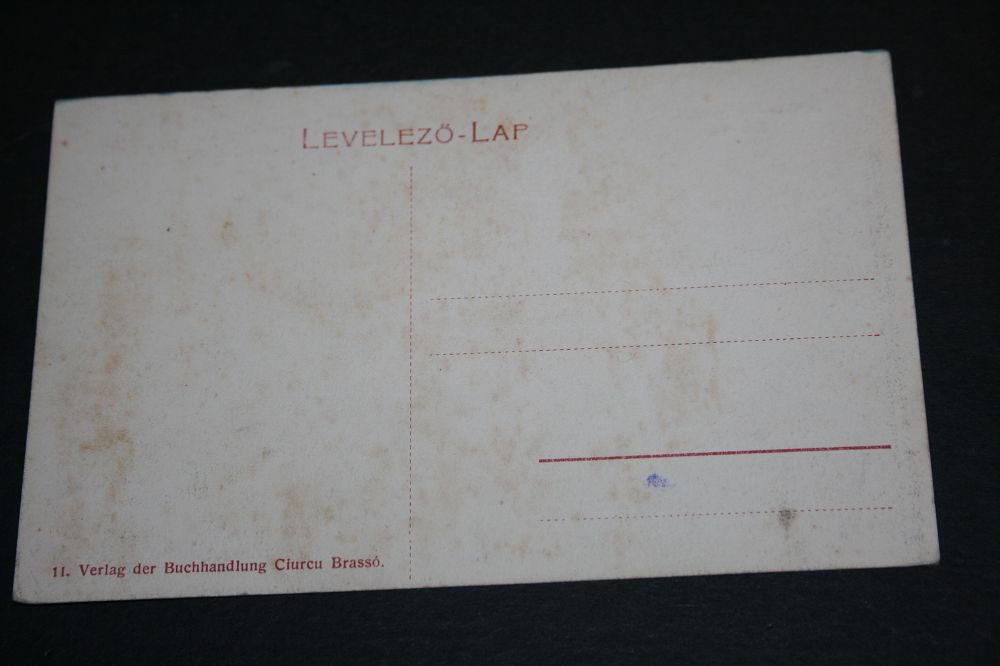 LEVELEZŐ-LAP
11. Verlag der Buchhandlung Ciurcu Brassó.